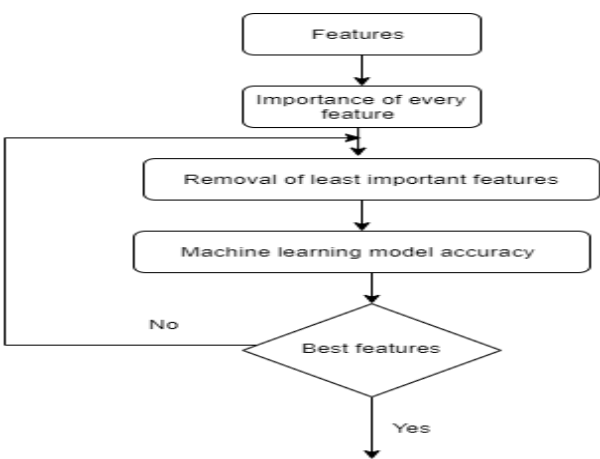 Features
Importance of every
feature
Removal of least important features
Machine learning model accuracy
No
Best features
Yes